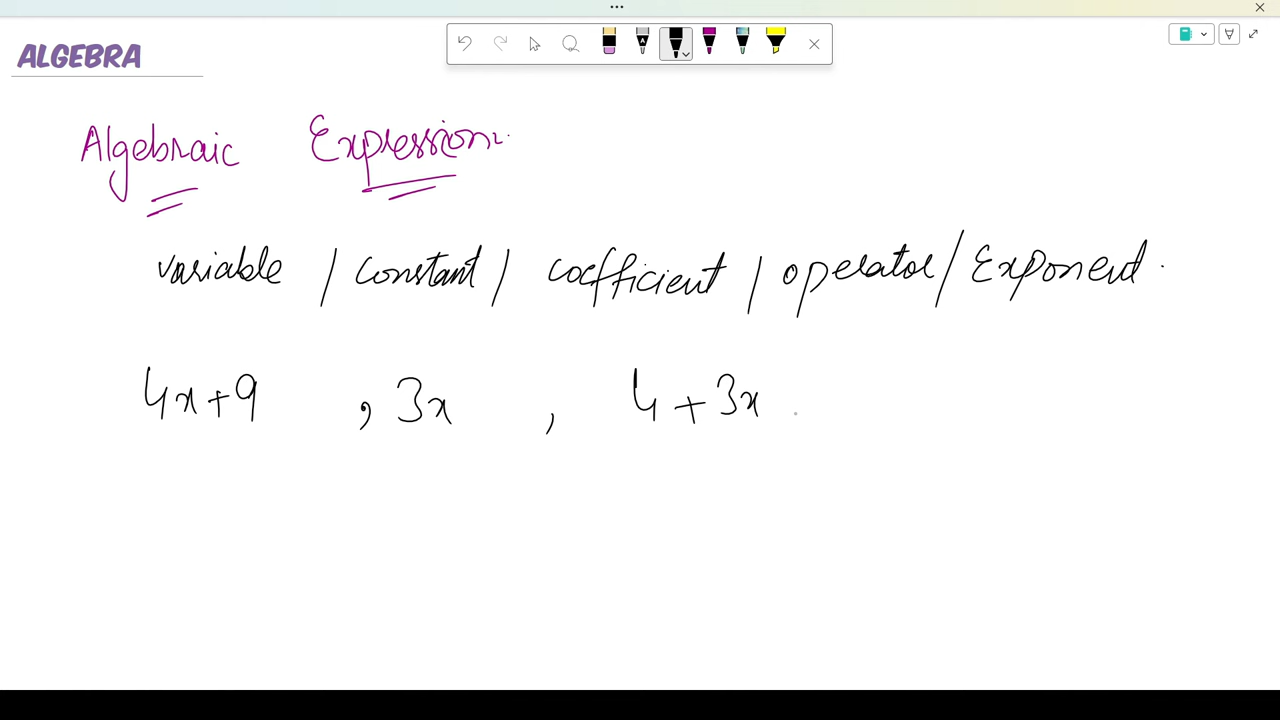 ALGEBRA
Algebraic Expression.
variable / constant / coefficient / operator / Exponent.
4x+9 , 3x , 4 + 3x